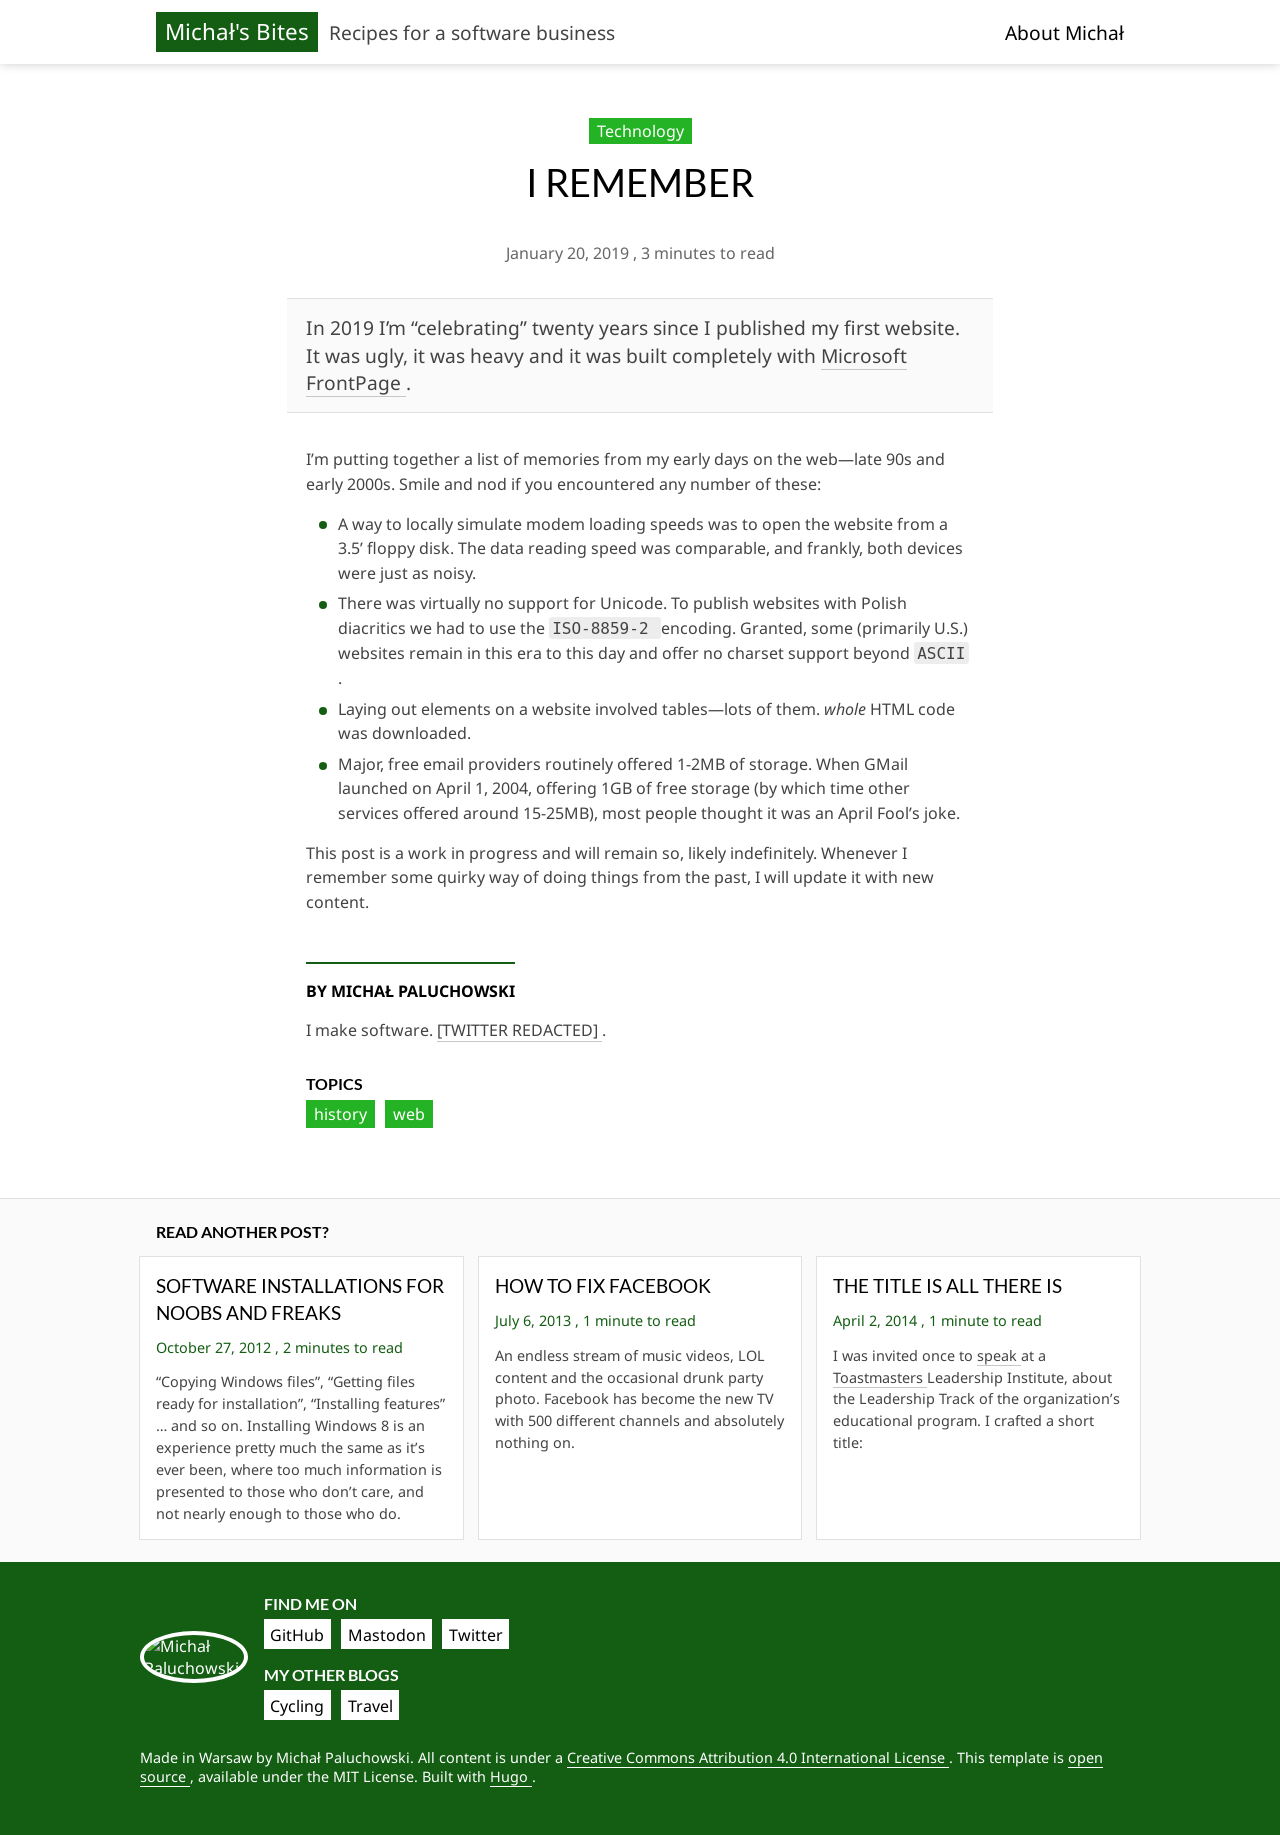 Michał's Bites Recipes for a software business About Michał
Technology
I REMEMBER
January 20, 2019 , 3 minutes to read
In 2019 I’m “celebrating” twenty years since I published my first website.
It was ugly, it was heavy and it was built completely with Microsoft
FrontPage .
I’m putting together a list of memories from my early days on the web—late 90s and
early 2000s. Smile and nod if you encountered any number of these:
A way to locally simulate modem loading speeds was to open the website from a
3.5’ floppy disk. The data reading speed was comparable, and frankly, both devices
were just as noisy.
There was virtually no support for Unicode. To publish websites with Polish
diacritics we had to use the ISO-8859-2 encoding. Granted, some (primarily U.S.)
websites remain in this era to this day and offer no charset support beyond ASCII
.
Laying out elements on a website involved tables—lots of them. whole HTML code
was downloaded.
Major, free email providers routinely offered 1-2MB of storage. When GMail
launched on April 1, 2004, offering 1GB of free storage (by which time other
services offered around 15-25MB), most people thought it was an April Fool’s joke.
This post is a work in progress and will remain so, likely indefinitely. Whenever I
remember some quirky way of doing things from the past, I will update it with new
content.
BY MICHAŁ PALUCHOWSKI
I make software. [TWITTER REDACTED] .
TOPICS
history web
READ ANOTHER POST?
SOFTWARE INSTALLATIONS FOR
NOOBS AND FREAKS
October 27, 2012 , 2 minutes to read
“Copying Windows files”, “Getting files
ready for installation”, “Installing features”
… and so on. Installing Windows 8 is an
experience pretty much the same as it’s
ever been, where too much information is
presented to those who don’t care, and
not nearly enough to those who do.
HOW TO FIX FACEBOOK
July 6, 2013 , 1 minute to read
An endless stream of music videos, LOL
content and the occasional drunk party
photo. Facebook has become the new TV
with 500 different channels and absolutely
nothing on.
THE TITLE IS ALL THERE IS
April 2, 2014 , 1 minute to read
I was invited once to speak at a
Toastmasters Leadership Institute, about
the Leadership Track of the organization’s
educational program. I crafted a short
title:
Michał
Paluchowski
FIND ME ON
GitHub Mastodon Twitter
MY OTHER BLOGS
Cycling Travel
Made in Warsaw by Michał Paluchowski. All content is under a Creative Commons Attribution 4.0 International License . This template is open
source , available under the MIT License. Built with Hugo .